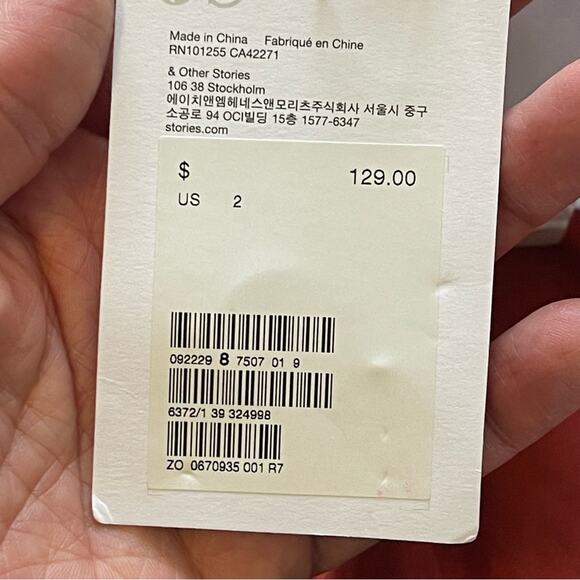 Made in China Fabriqué en Chine
RN101255 CA42271
& Other Stories
106 38 Stockholm
에이치앤엠헤네스앤모리츠주식회사 서울시 중구
소공로 94 OCI빌딩 15층 1577-6347
stories.com
$ 129.00
US 2
092229 8 7507 01 9
6372/1 39 324998
ZO 0670935 001 R7